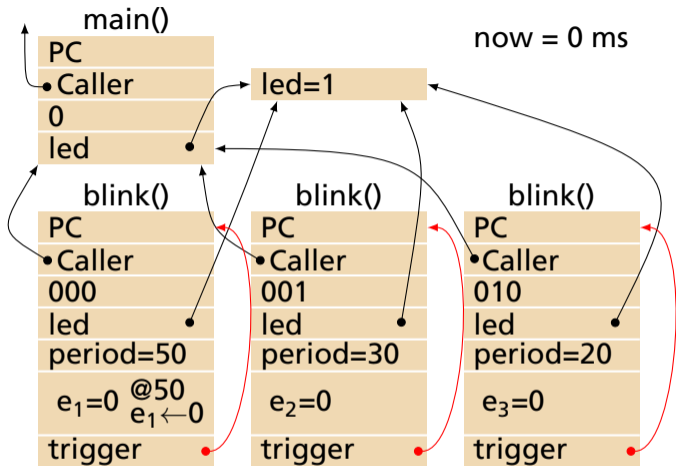 main()
now = 0 ms
PC
Caller
0
led
led=1
blink()
PC
Caller
000
led
period=50
e₁=0 @50
e₁←0
trigger
blink()
PC
Caller
001
led
period=30
e₂=0
trigger
blink()
PC
Caller
010
led
period=20
e₃=0
trigger